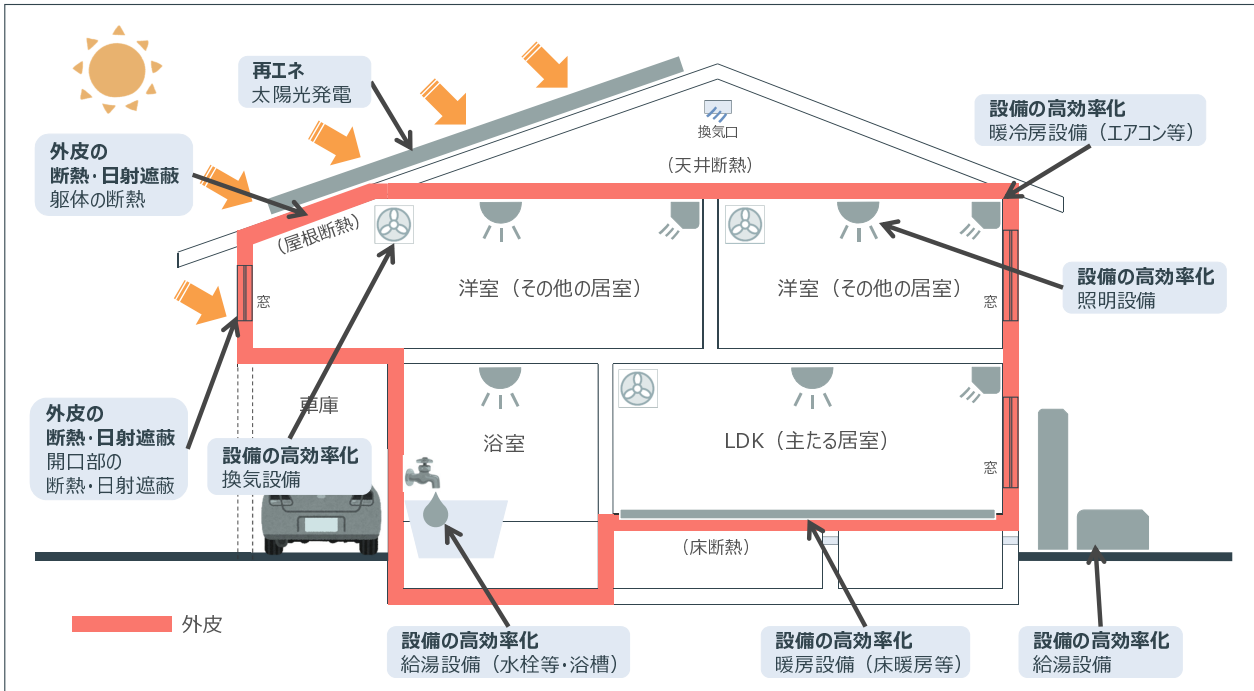 再エネ
太陽光発電
設備の高効率化
暖冷房設備（エアコン等）
換気口
（天井断熱）
外皮の
断熱・日射遮蔽
躯体の断熱
（屋根断熱）
窓
洋室（その他の居室）
洋室（その他の居室）
窓
設備の高効率化
照明設備
外皮の
断熱・日射遮蔽
開口部の
断熱・日射遮蔽
車庫
設備の高効率化
換気設備
浴室
LDK（主たる居室）
窓
（床断熱）
外皮
設備の高効率化
給湯設備（水栓等・浴槽）
設備の高効率化
暖房設備（床暖房等）
設備の高効率化
給湯設備